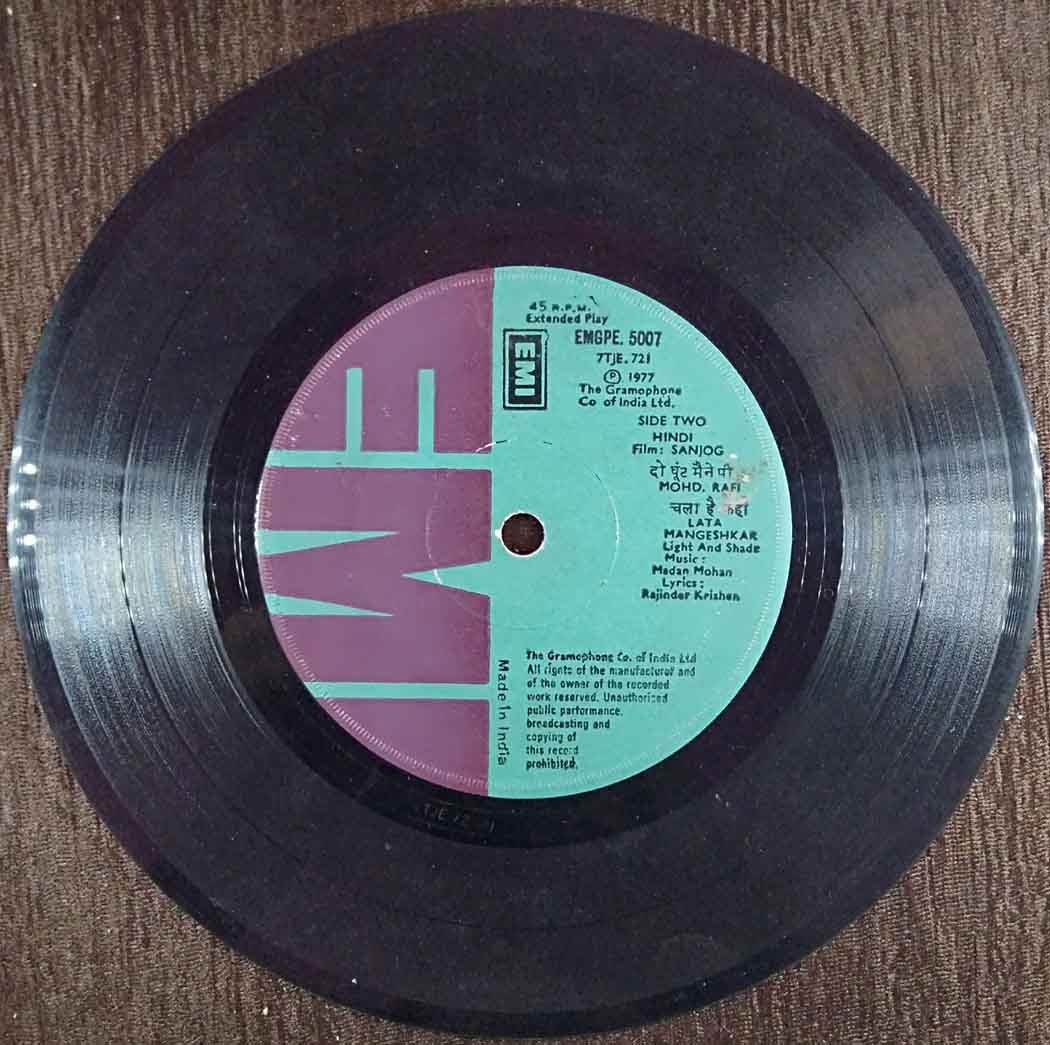 45 R.P.M.
Extended Play
EMI
EMGPE. 5007
7TJE. 721
Ⓟ 1977
The Gramophone
Co of India Ltd.
SIDE TWO
HINDI
Film: SANJOG
दो घूंट मैने पी
MOHD. RAFI
चला है कहाँ
LATA
MANGESHKAR
Light And Shade
Music :
Madan Mohan
Lyrics :
Rajinder Krishan
The Gramophone Co. of India Ltd
All rights of the manufacturer and
of the owner of the recorded
work reserved. Unauthorised
public performance,
broadcasting and
copying of
this record
prohibited.
Made In India
EMI